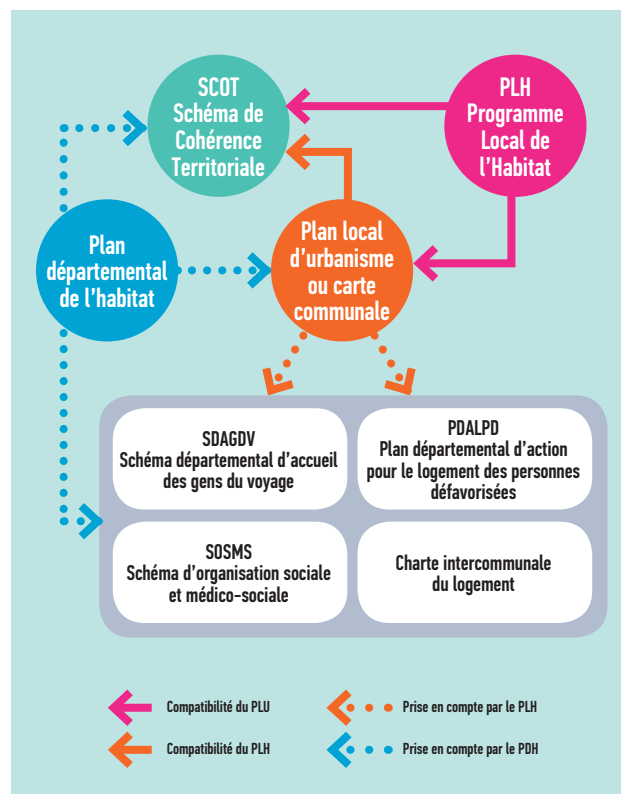 SCOT
Schéma de
Cohérence
Territoriale
PLH
Programme
Local de
l'Habitat
Plan
départemental
de l'habitat
Plan local
d'urbanisme
ou carte
communale
SDAGDV
Schéma départemental d'accueil
des gens du voyage
PDALPD
Plan départemental d'action
pour le logement des personnes
défavorisées
SOSMS
Schéma d'organisation sociale
et médico-sociale
Charte intercommunale
du logement
Compatibilité du PLU
Prise en compte par le PLH
Compatibilité du PLH
Prise en compte par le PDH